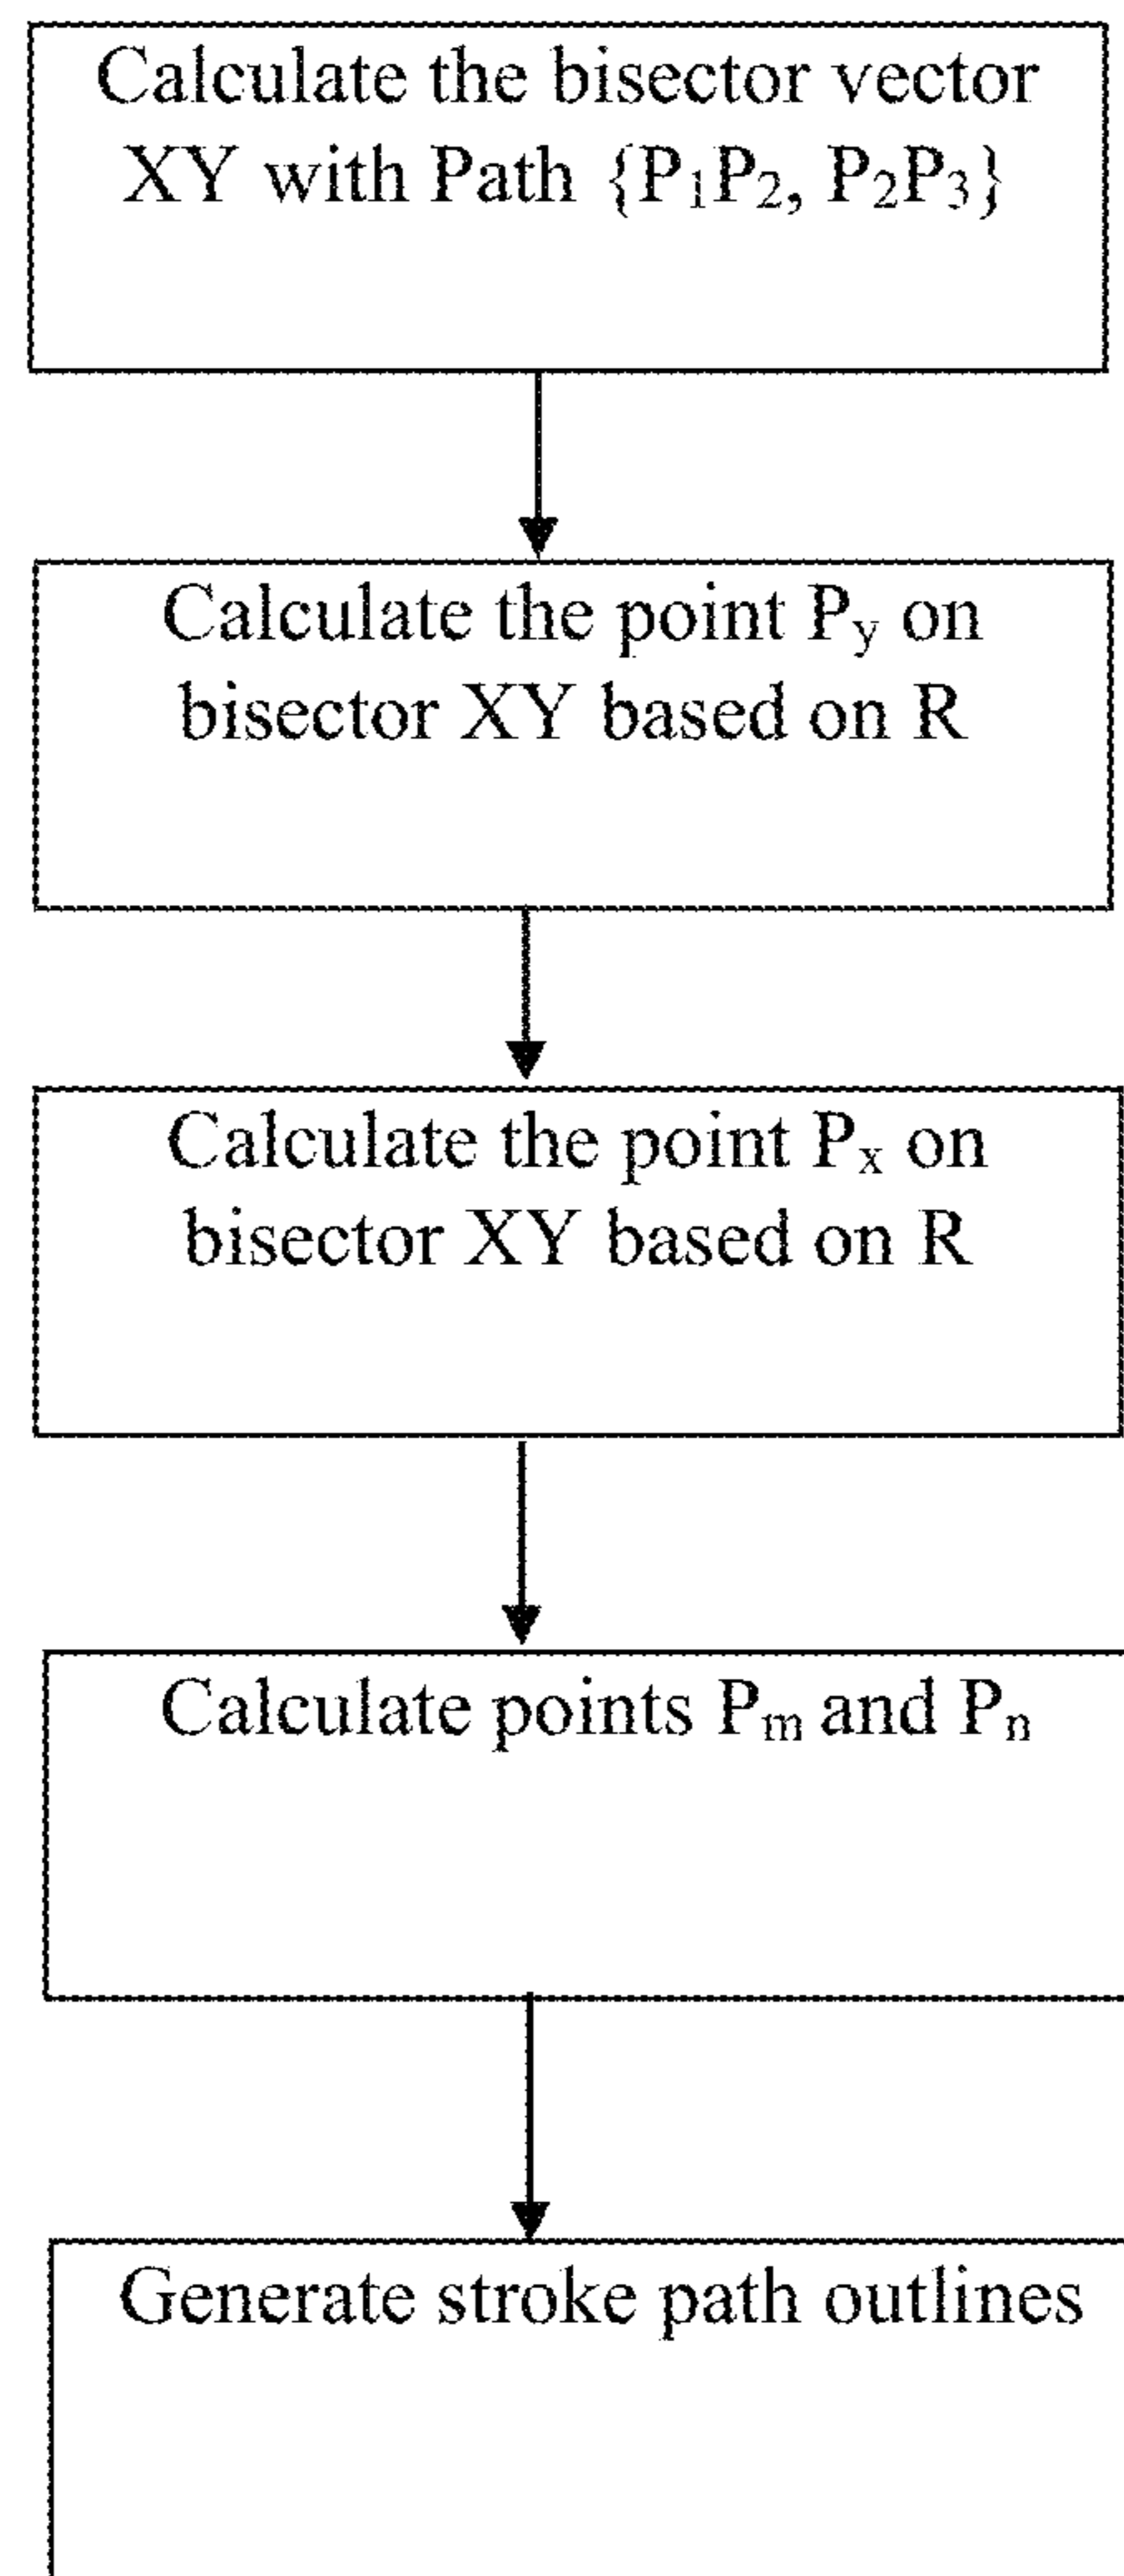 Calculate the bisector vector
XY with Path {P₁P₂, P₂P₃}
Calculate the point Pᵧ on
bisector XY based on R
Calculate the point Pₓ on
bisector XY based on R
Calculate points Pₘ and Pₙ
Generate stroke path outlines